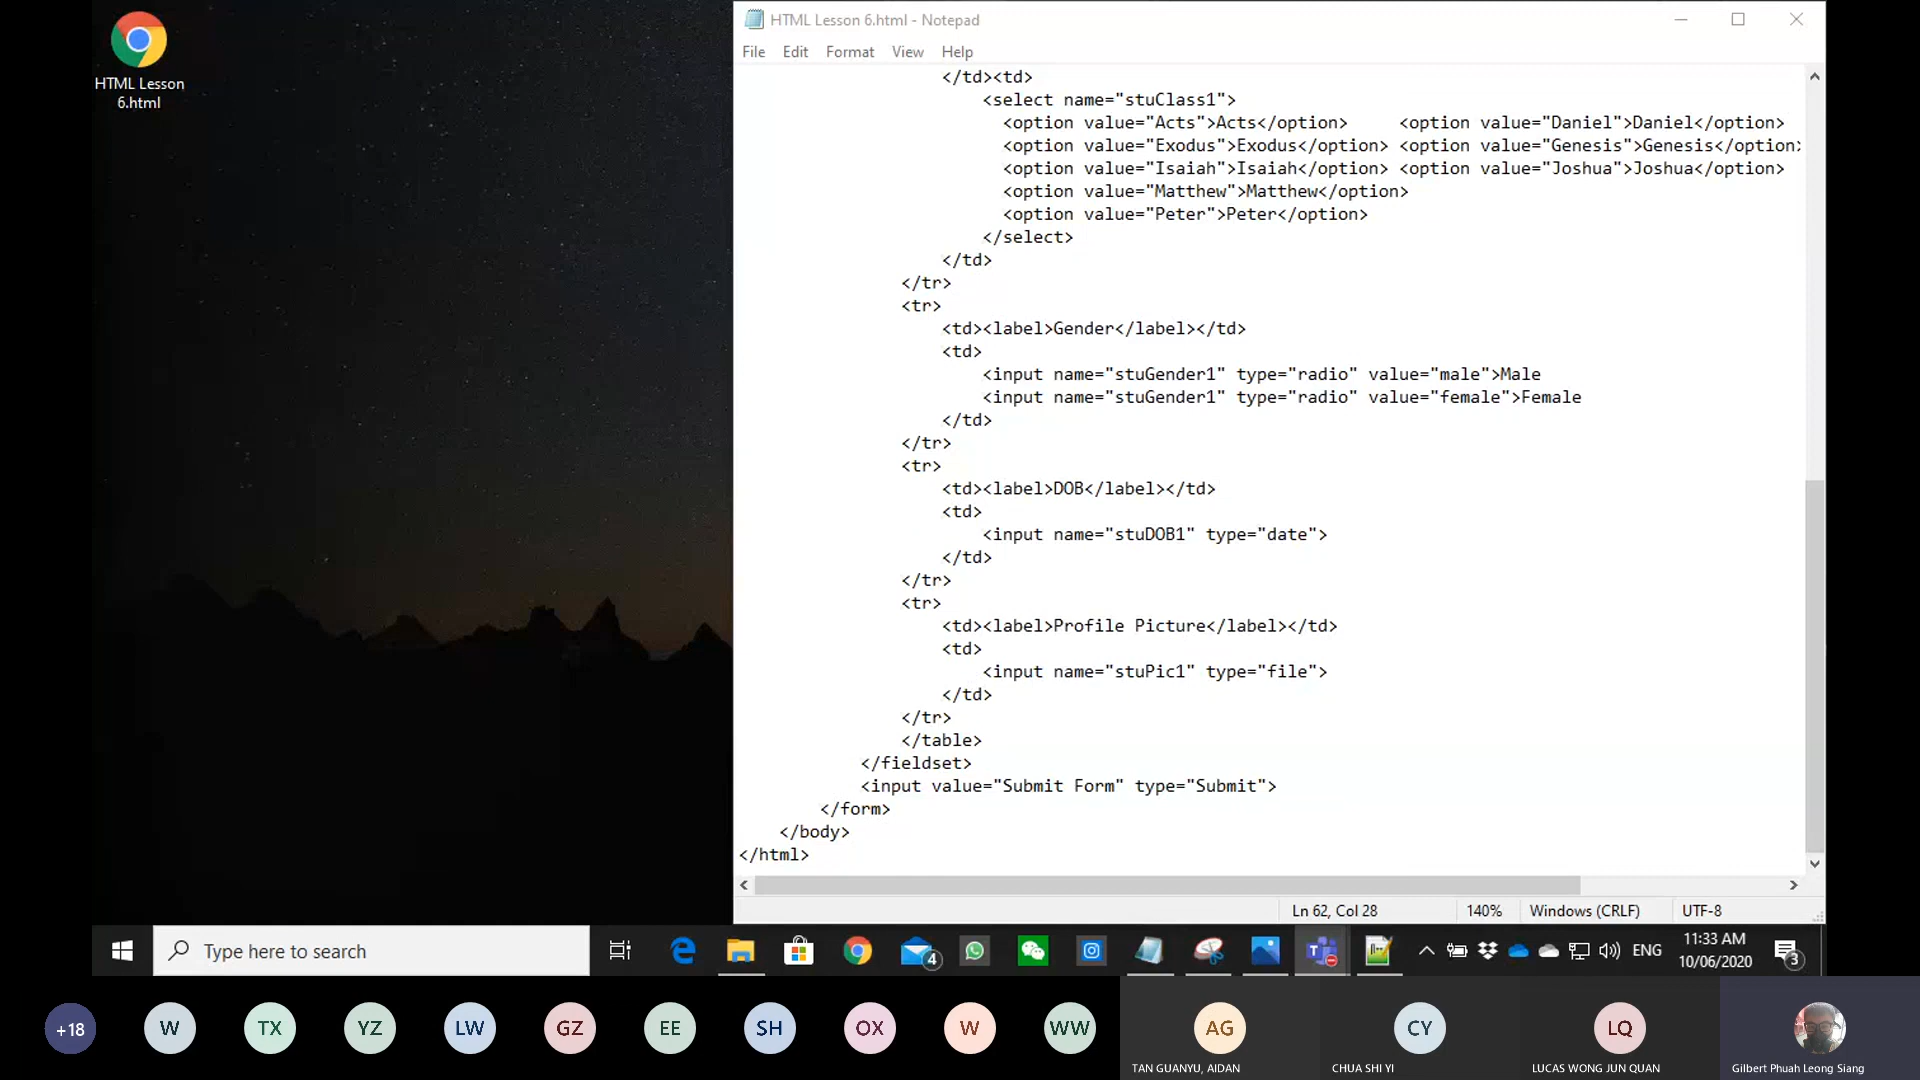 HTML Lesson
6.html
HTML Lesson 6.html - Notepad
File Edit Format View Help
</td><td>
<select name="stuClass1">
<option value="Acts">Acts</option> <option value="Daniel">Daniel</option>
<option value="Exodus">Exodus</option> <option value="Genesis">Genesis</option>
<option value="Isaiah">Isaiah</option> <option value="Joshua">Joshua</option>
<option value="Matthew">Matthew</option>
<option value="Peter">Peter</option>
</select>
</td>
</tr>
<tr>
<td><label>Gender</label></td>
<td>
<input name="stuGender1" type="radio" value="male">Male
<input name="stuGender1" type="radio" value="female">Female
</td>
</tr>
<tr>
<td><label>DOB</label></td>
<td>
<input name="stuDOB1" type="date">
</td>
</tr>
<tr>
<td><label>Profile Picture</label></td>
<td>
<input name="stuPic1" type="file">
</td>
</tr>
</table>
</fieldset>
<input value="Submit Form" type="Submit">
</form>
</body>
</html>
Ln 62, Col 28 140% Windows (CRLF) UTF-8
Type here to search 4 ENG 11:33 AM 3
10/06/2020
+18 W TX YZ LW GZ EE SH OX W WW AG CY LQ
TAN GUANYU, AIDAN CHUA SHI YI LUCAS WONG JUN QUAN Gilbert Phuah Leong Siang